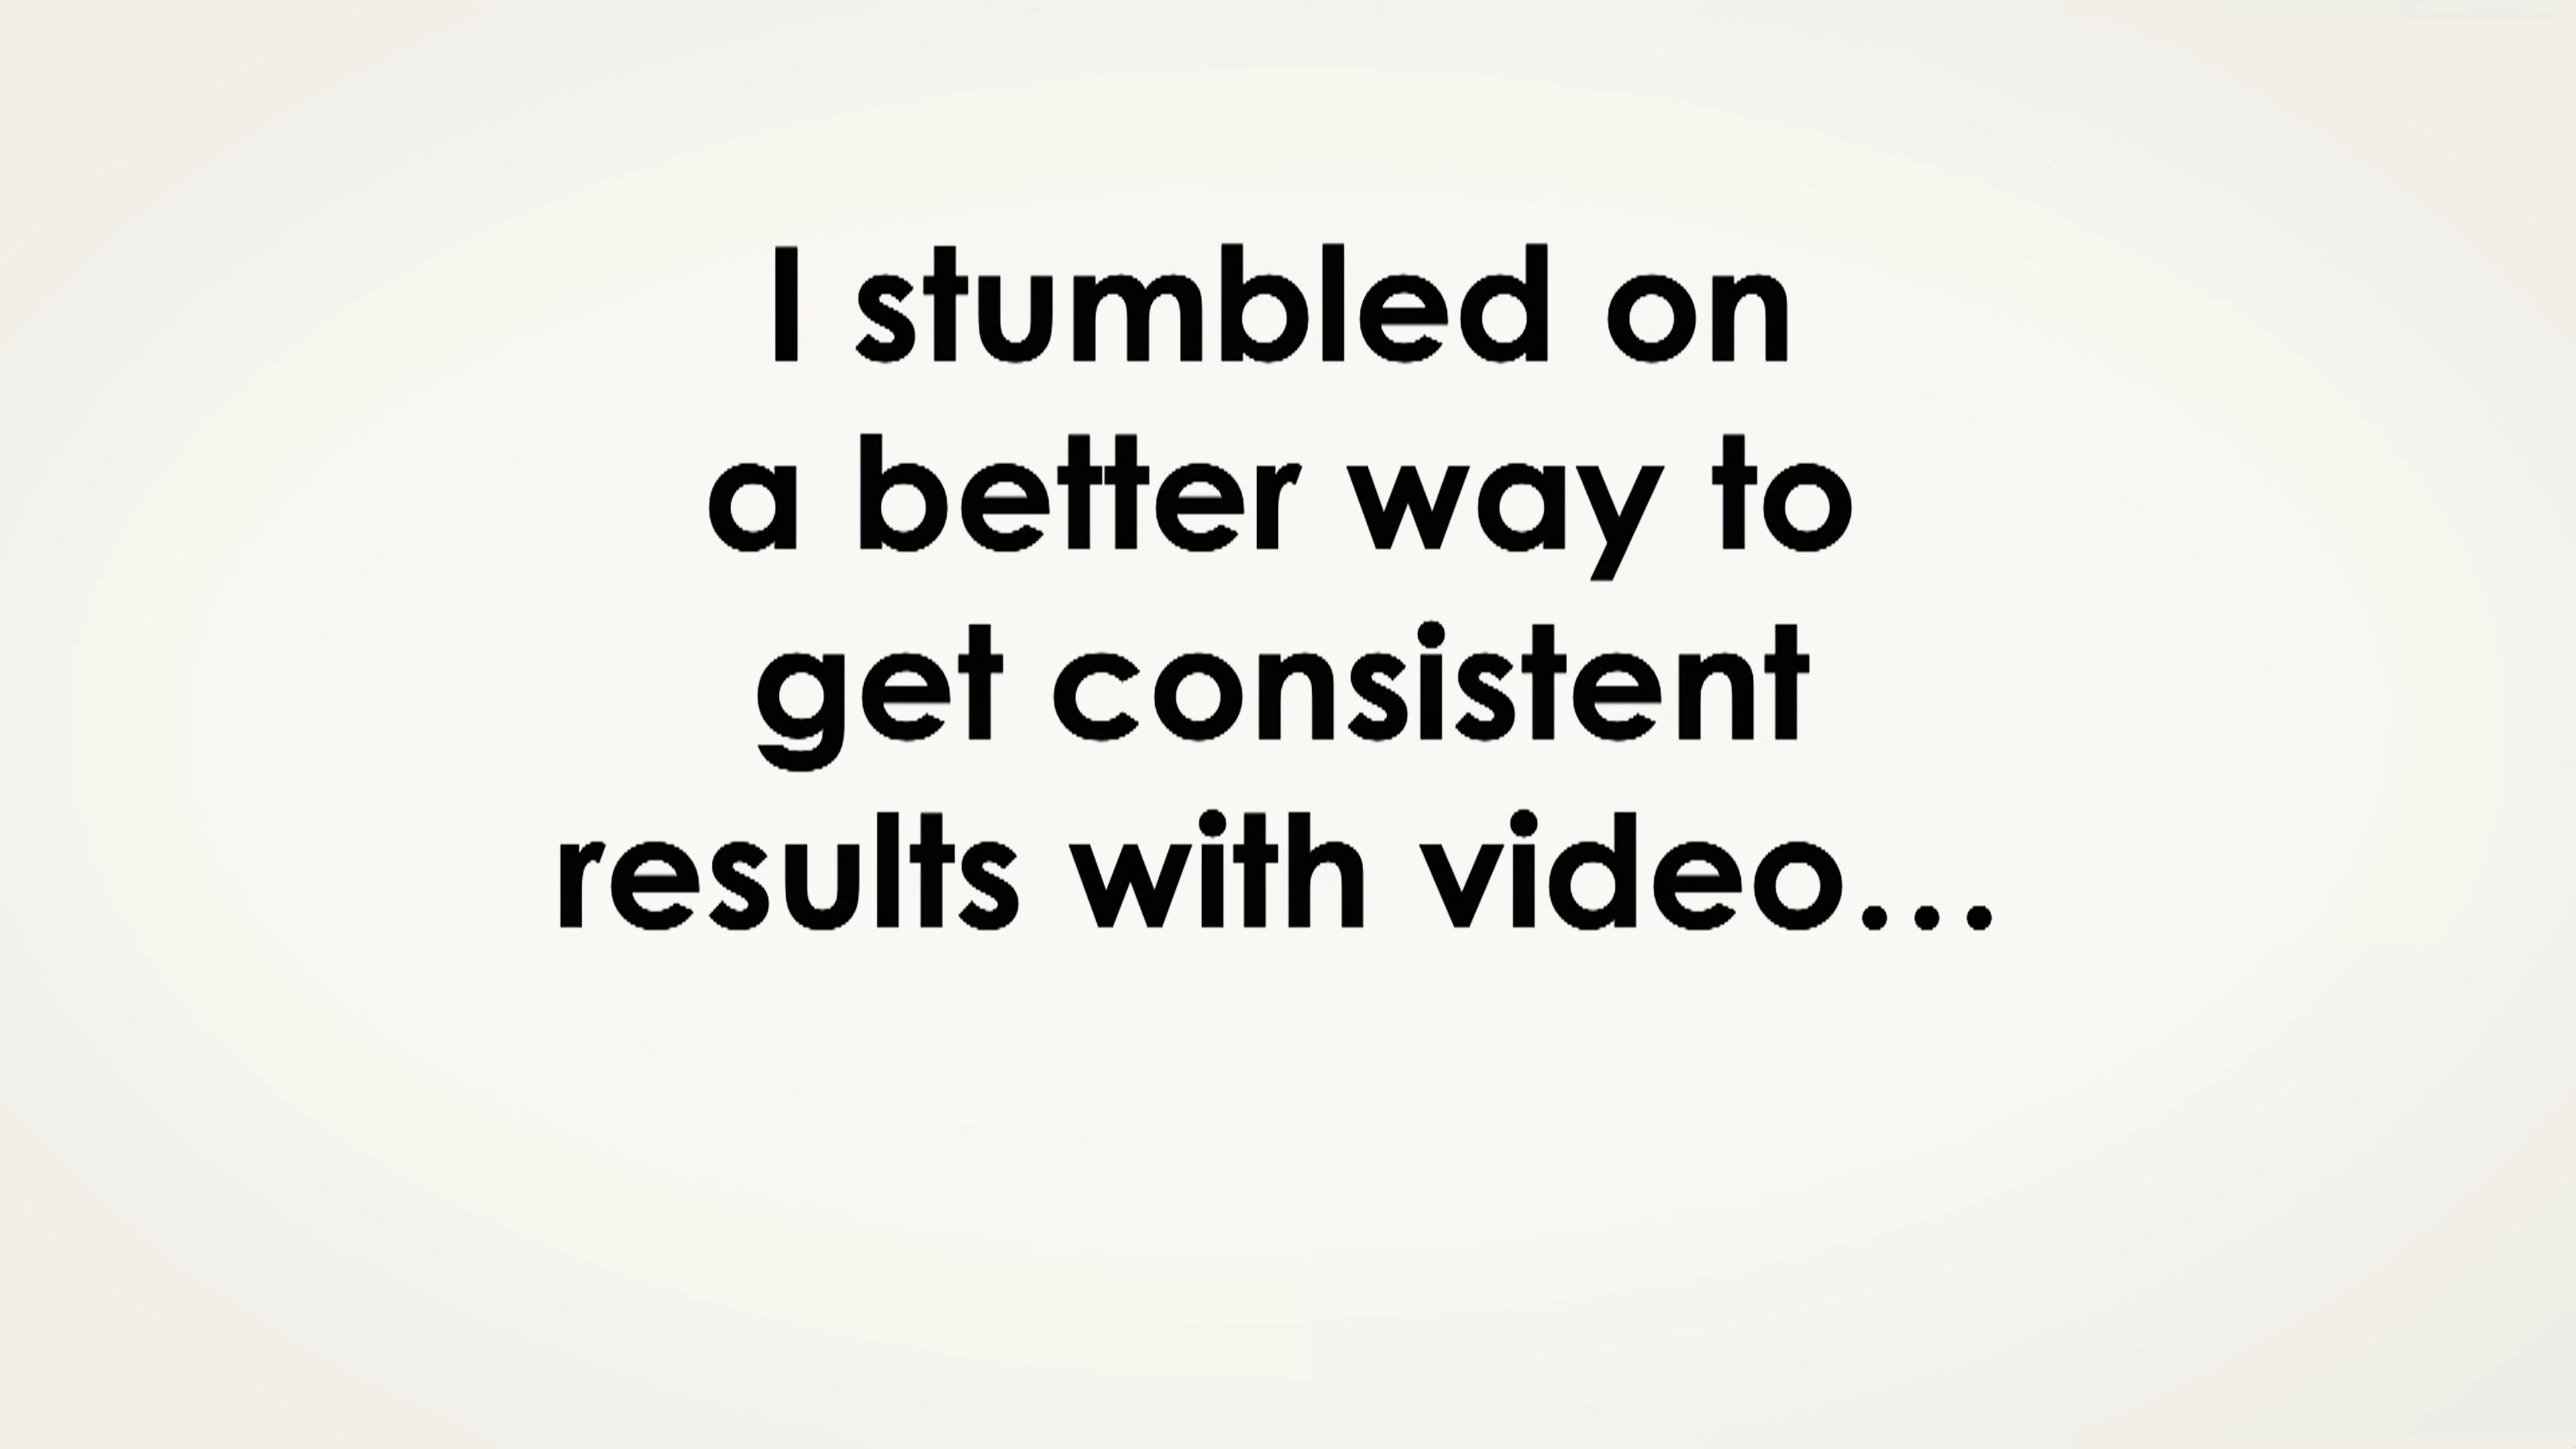 I stumbled on
a better way to
get consistent
results with video...